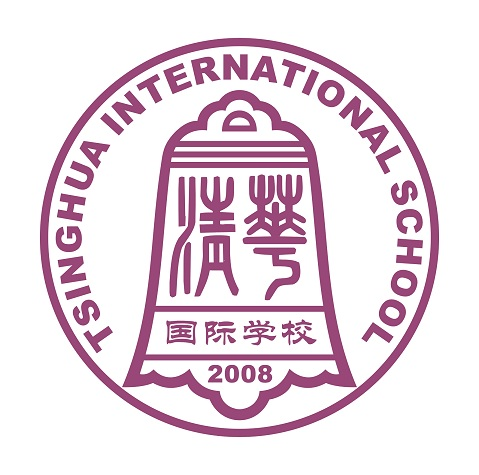 TSINGHUA INTERNATIONAL SCHOOL
清華
国际学校
2008